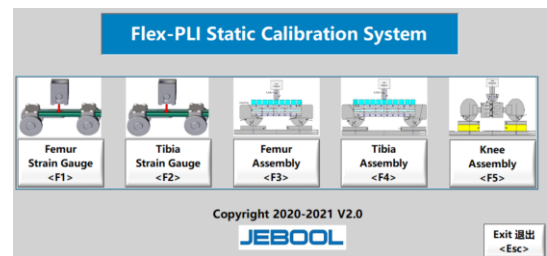 Flex-PLI Static Calibration System
Femur
Strain Gauge
<F1>
Tibia
Strain Gauge
<F2>
Femur
Assembly
<F3>
Tibia
Assembly
<F4>
Knee
Assembly
<F5>
Copyright 2020-2021 V2.0
JEBOOL
Exit 退出
<Esc>